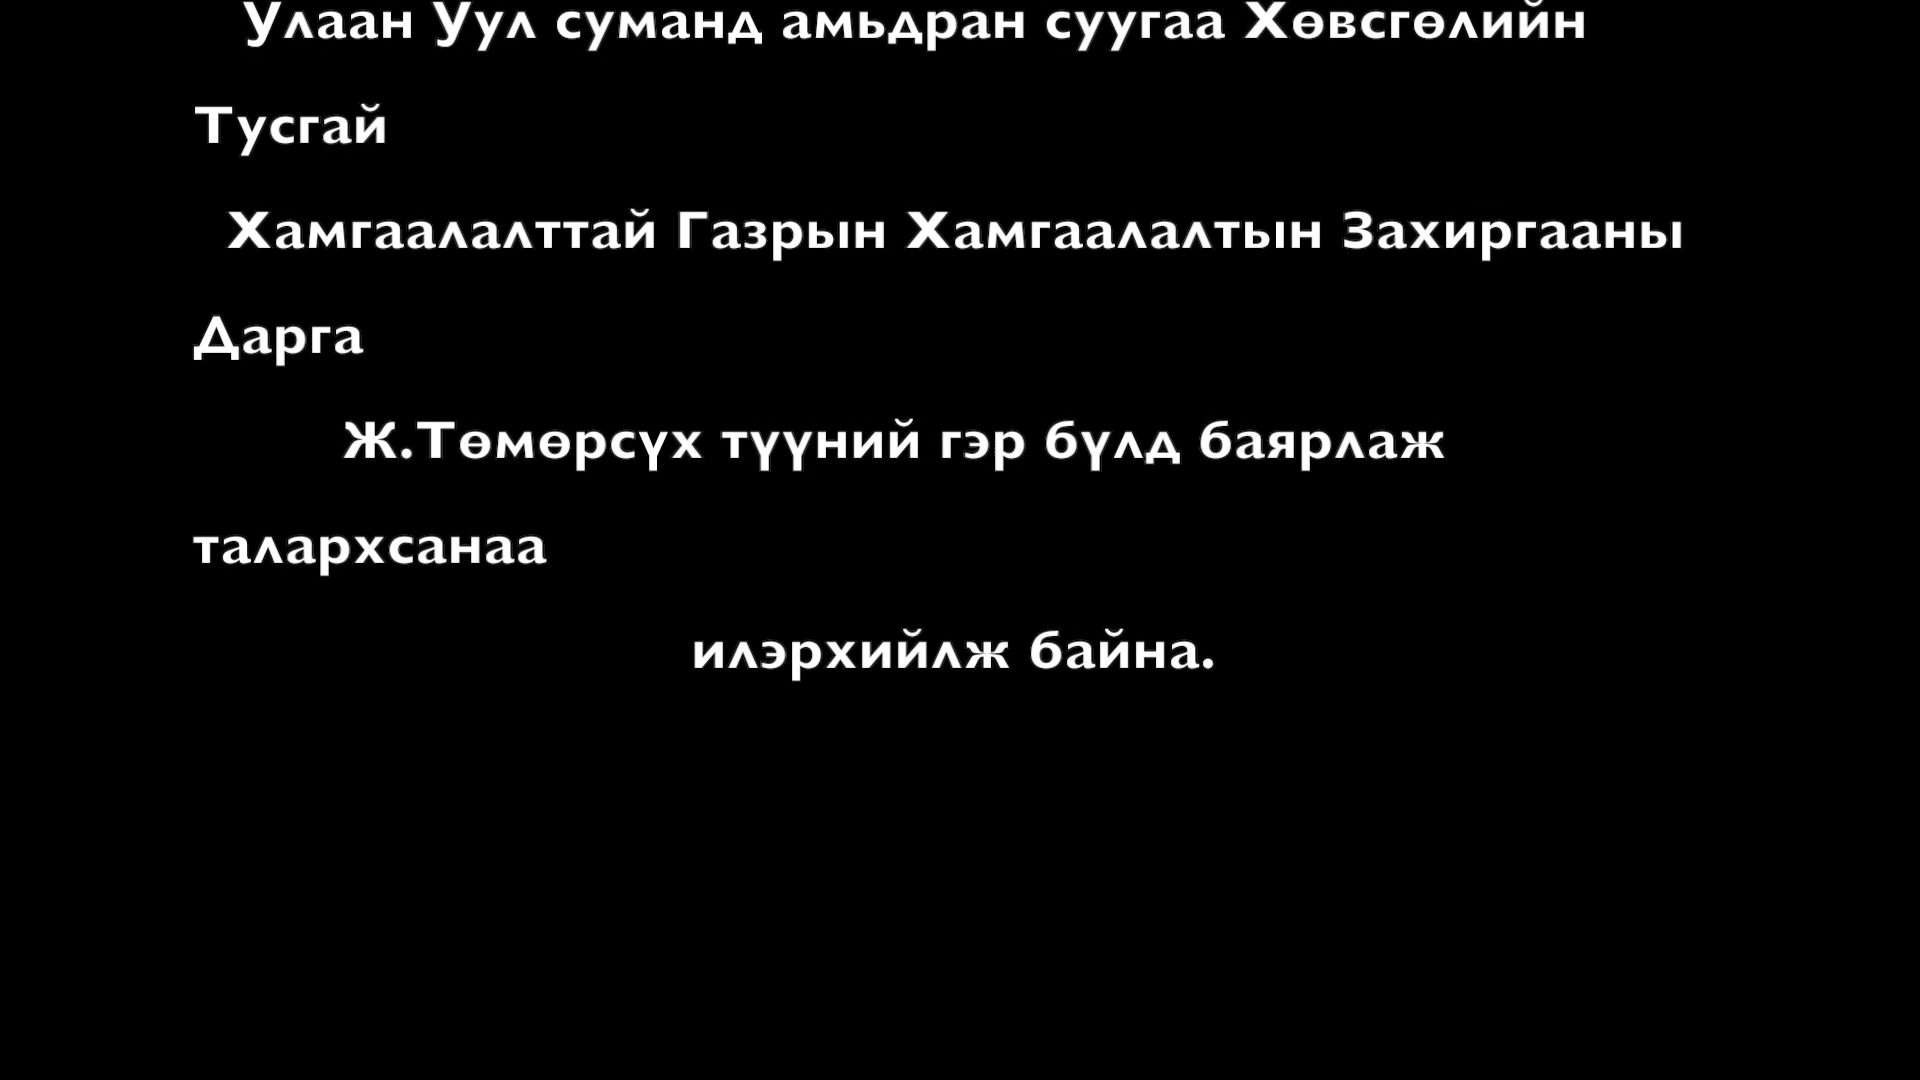 Улаан Уул суманд амьдран суугаа Хөвсгөлийн
Тусгай
Хамгаалалттай Газрын Хамгаалалтын Захиргааны
Дарга
Ж.Төмөрсүх түүний гэр бүлд баярлаж
талархсанаа
илэрхийлж байна.